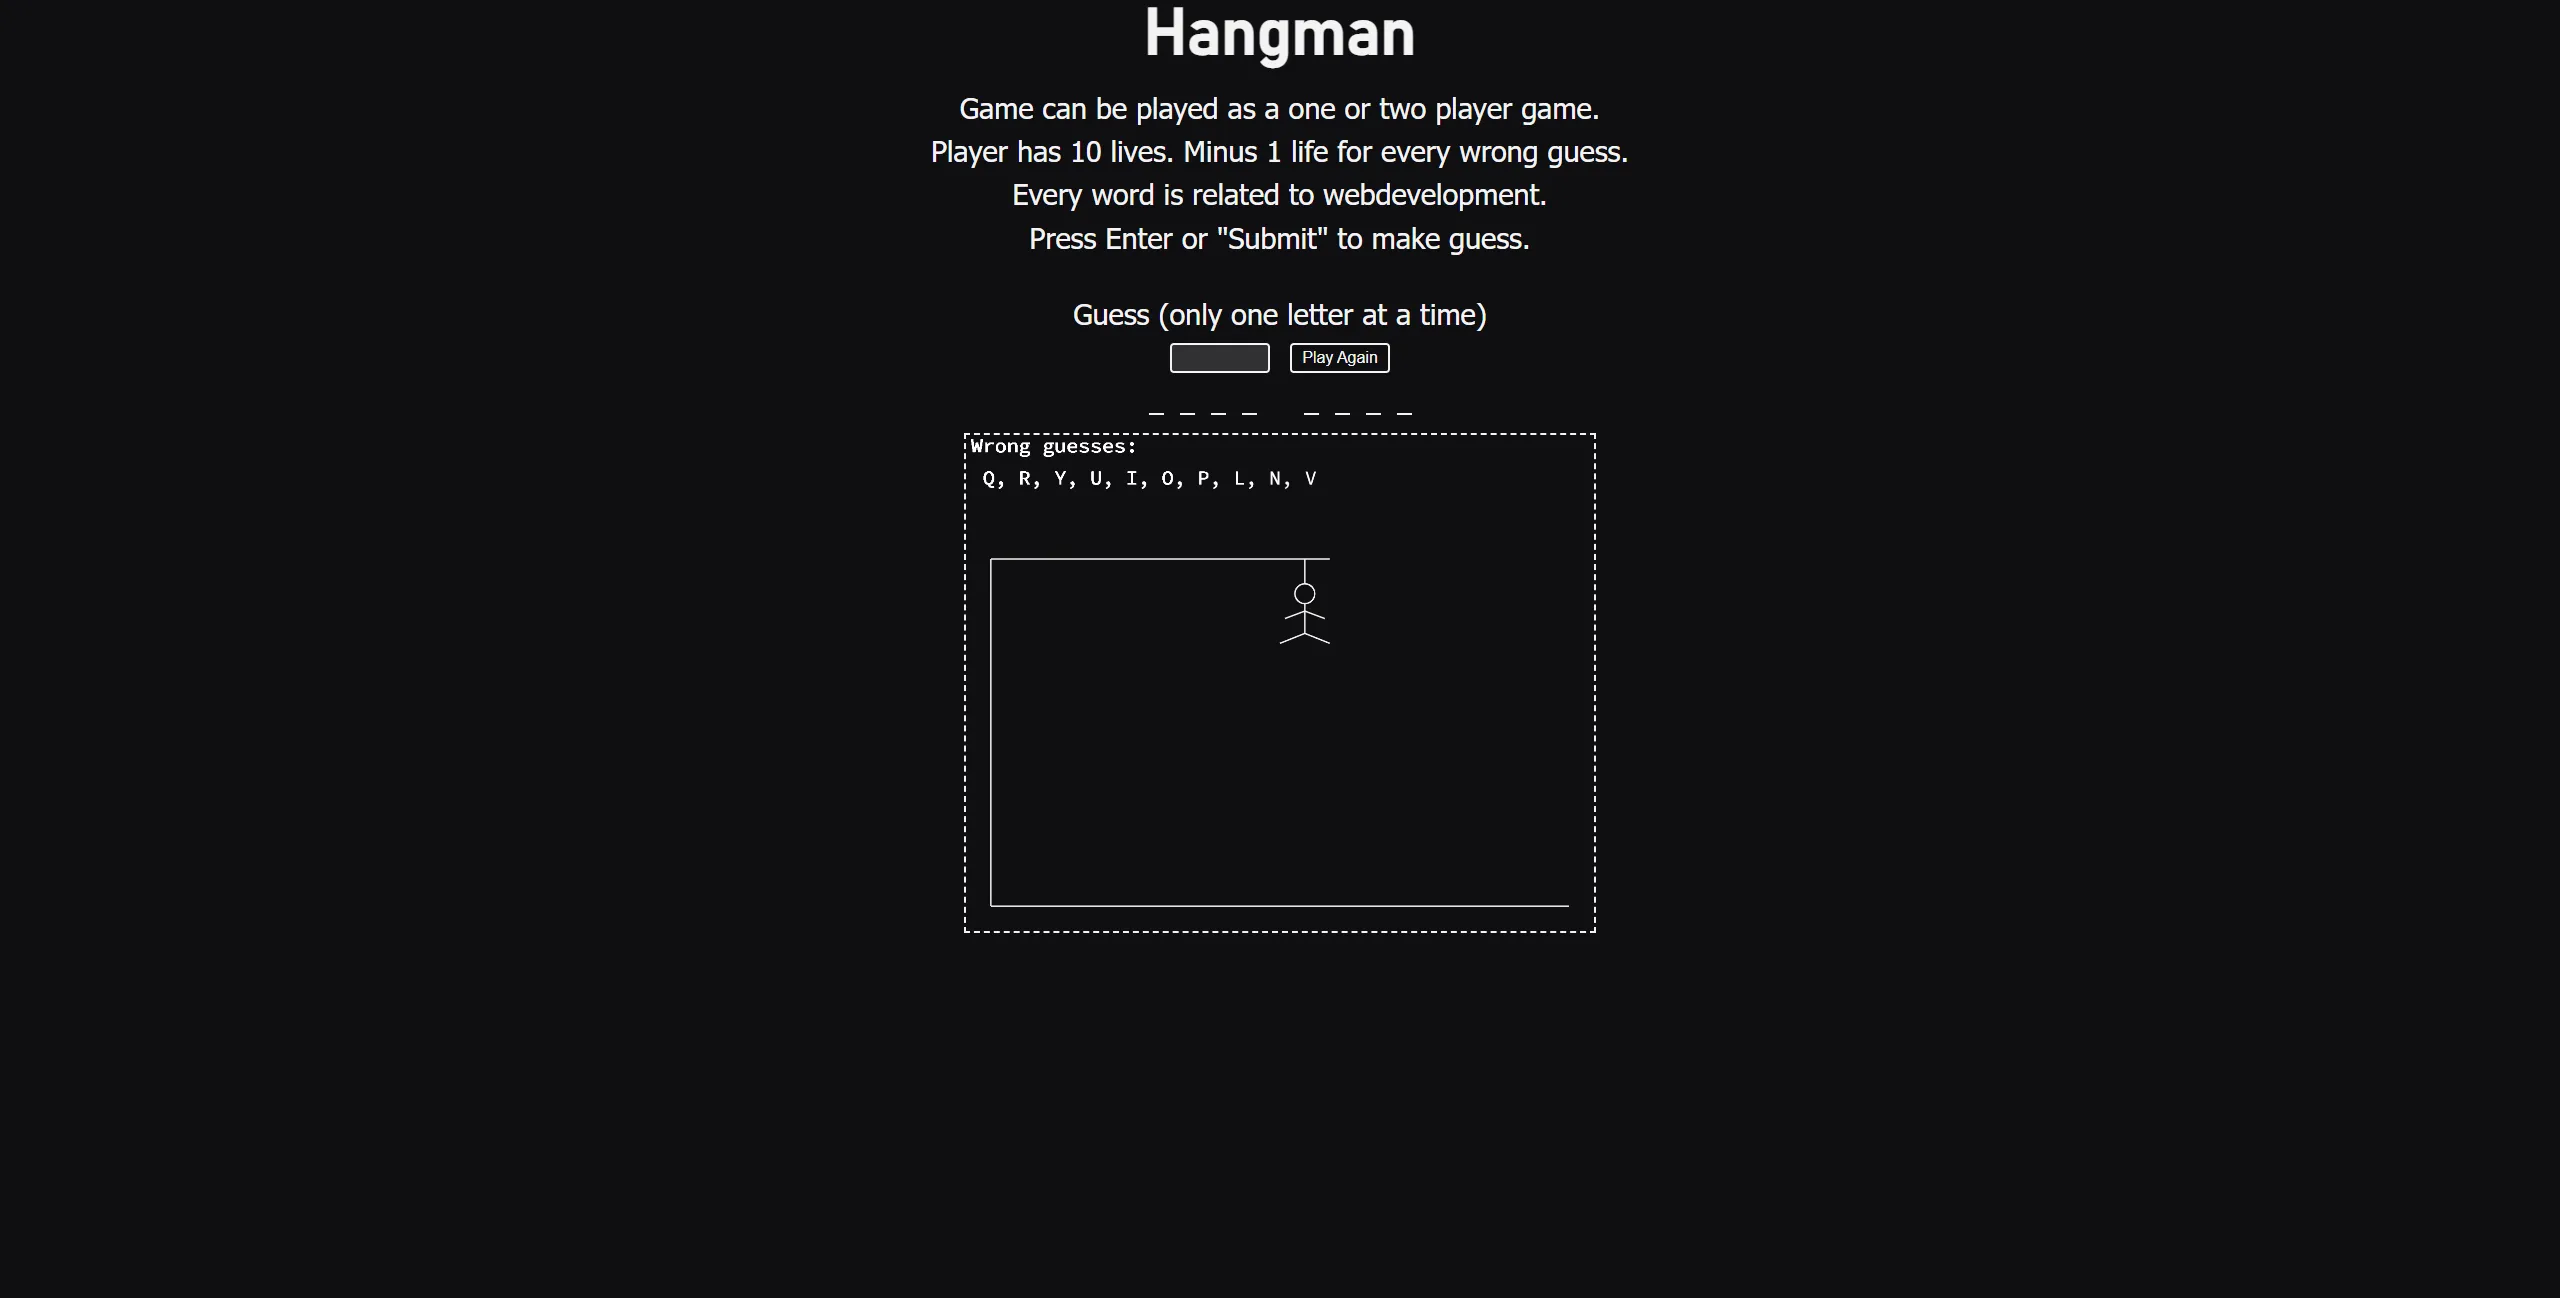 Hangman
Game can be played as a one or two player game.
Player has 10 lives. Minus 1 life for every wrong guess.
Every word is related to webdevelopment.
Press Enter or "Submit" to make guess.
Guess (only one letter at a time)
Play Again
_ _ _ _   _ _ _ _
Wrong guesses:
Q, R, Y, U, I, O, P, L, N, V